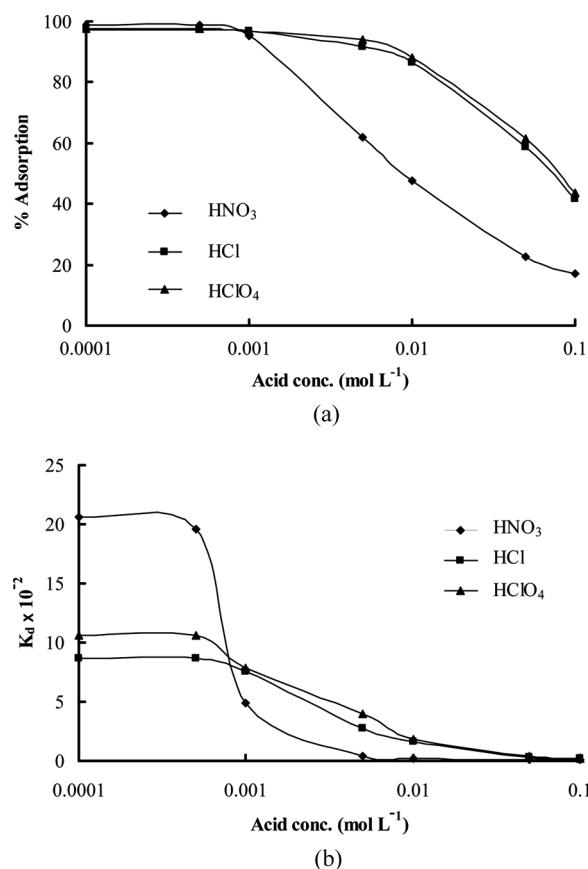 100
80
60
40
20
0
% Adsorption
HNO₃
HCl
HClO₄
0.0001
0.001
0.01
0.1
Acid conc. (mol L⁻¹)
(a)
25
20
15
10
5
0
K_d x 10⁻²
HNO₃
HCl
HClO₄
0.0001
0.001
0.01
0.1
Acid conc. (mol L⁻¹)
(b)